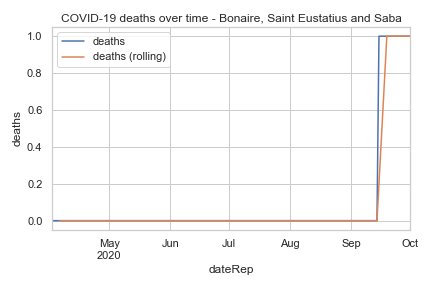 COVID-19 deaths over time - Bonaire, Saint Eustatius and Saba
deaths
deaths (rolling)
1.0
0.8
0.6
0.4
0.2
0.0
deaths
May
2020
Jun
Jul
Aug
Sep
Oct
dateRep